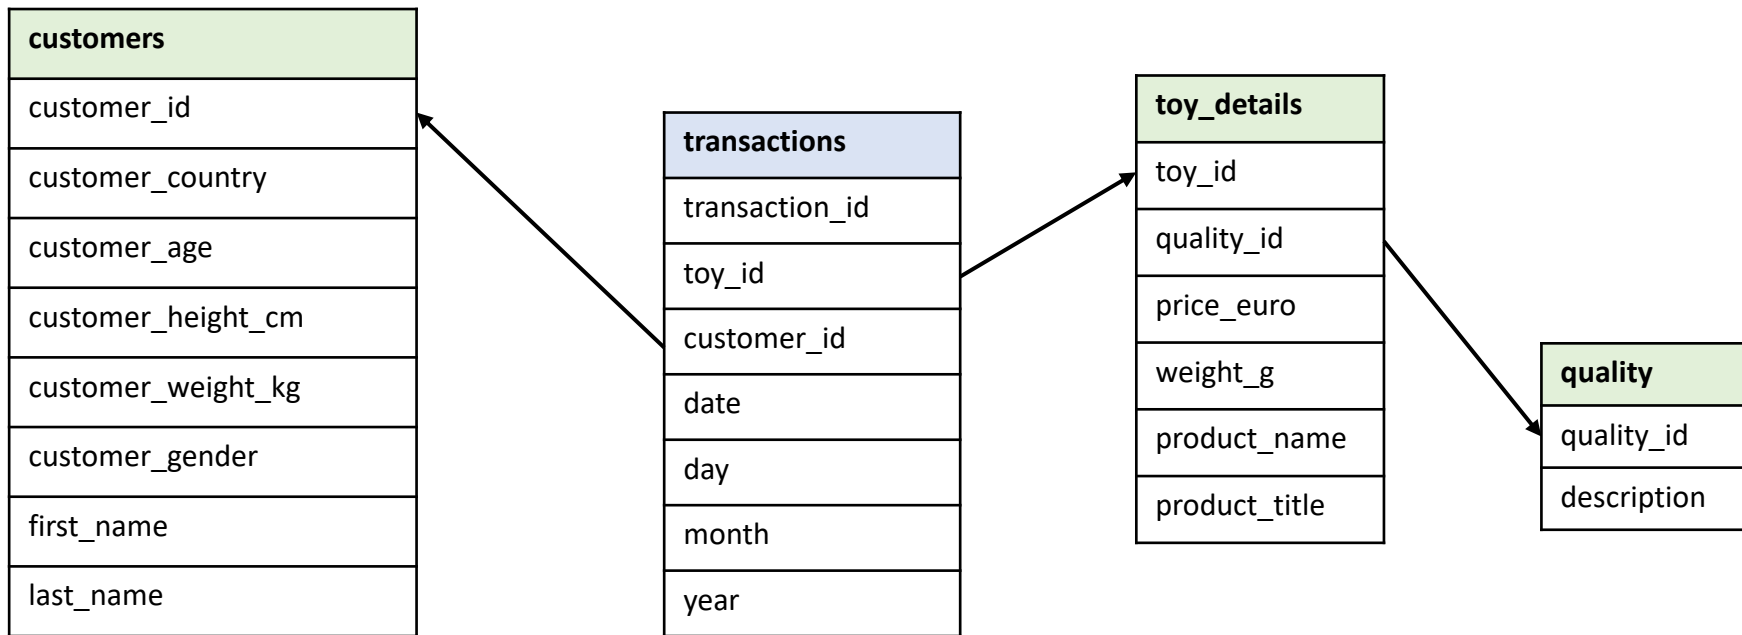 customers
customer_id
customer_country
customer_age
customer_height_cm
customer_weight_kg
customer_gender
first_name
last_name
transactions
transaction_id
toy_id
customer_id
date
day
month
year
toy_details
toy_id
quality_id
price_euro
weight_g
product_name
product_title
quality
quality_id
description